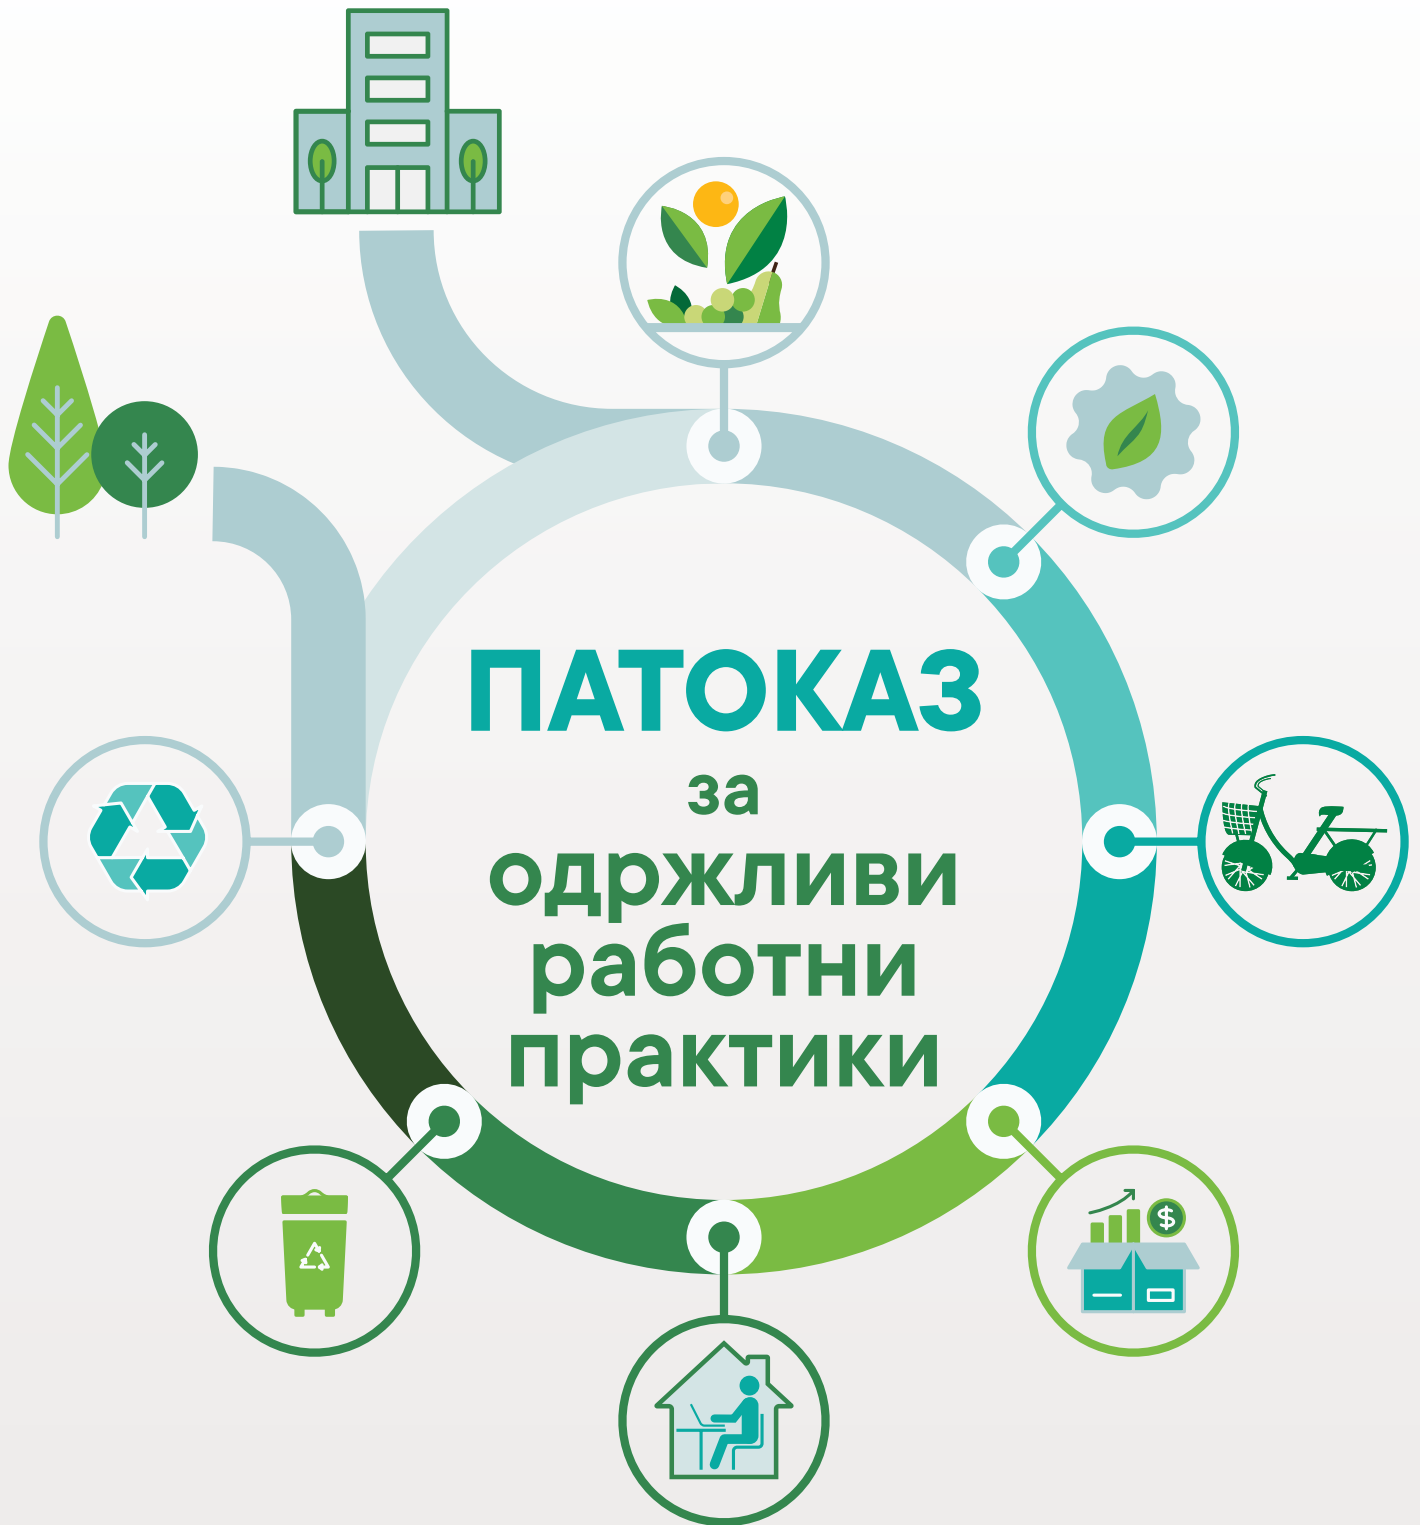 ПАТОКАЗ
за
одржливи
работни
практики
$